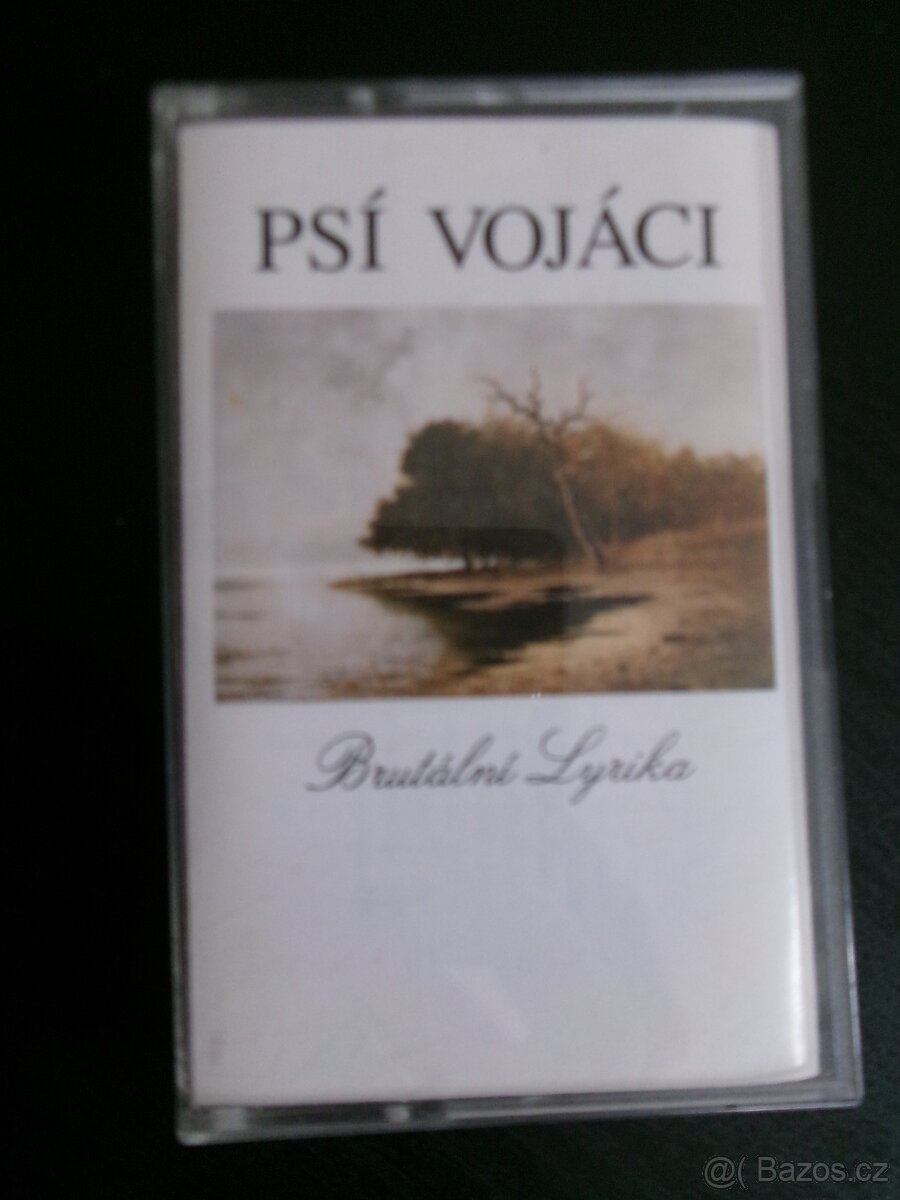 PSÍ VOJÁCI
Brutální Lyrika
@( Bazos.cz